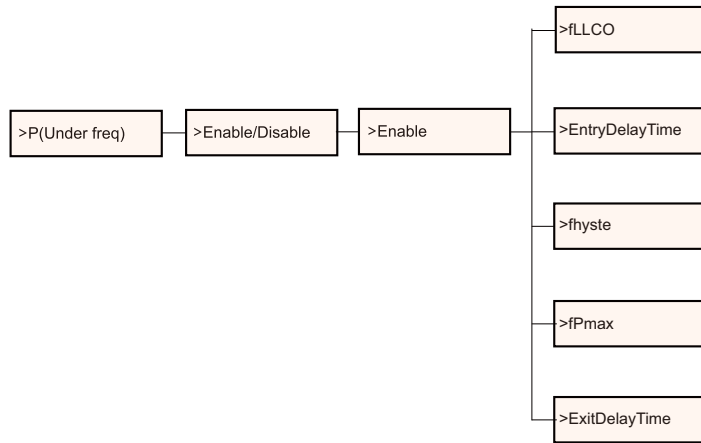 >P(Under freq)
>Enable/Disable
>Enable
>fLLCO
>EntryDelayTime
>fhyste
>fPmax
>ExitDelayTime